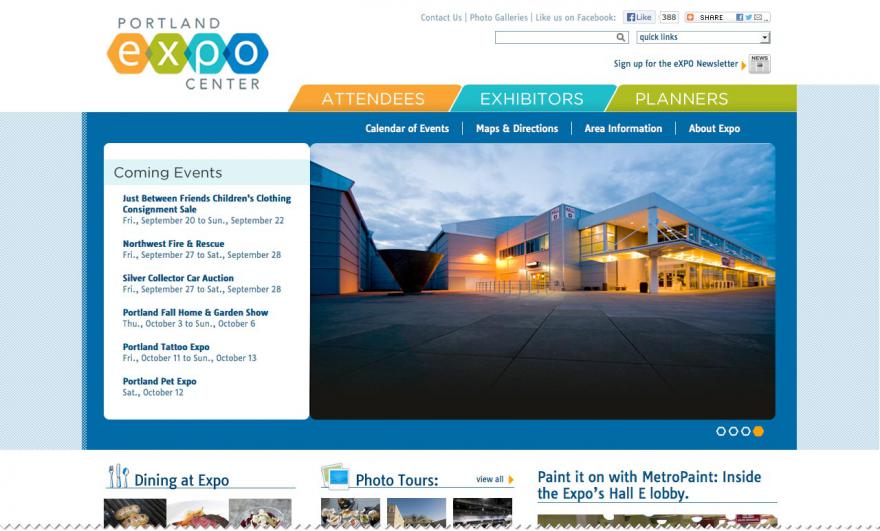 PORTLAND
expo
CENTER
Contact Us | Photo Galleries | Like us on Facebook: Like 388 SHARE
quick links
Sign up for the eXPO Newsletter NEWS
ATTENDEES EXHIBITORS PLANNERS
Calendar of Events Maps & Directions Area Information About Expo
Coming Events
Just Between Friends Children's Clothing
Consignment Sale
Fri., September 20 to Sun., September 22
Northwest Fire & Rescue
Fri., September 27 to Sat., September 28
Silver Collector Car Auction
Fri., September 27 to Sat., September 28
Portland Fall Home & Garden Show
Thu., October 3 to Sun., October 6
Portland Tattoo Expo
Fri., October 11 to Sun., October 13
Portland Pet Expo
Sat., October 12
Dining at Expo
Photo Tours:
view all
Paint it on with MetroPaint: Inside
the Expo's Hall E lobby.